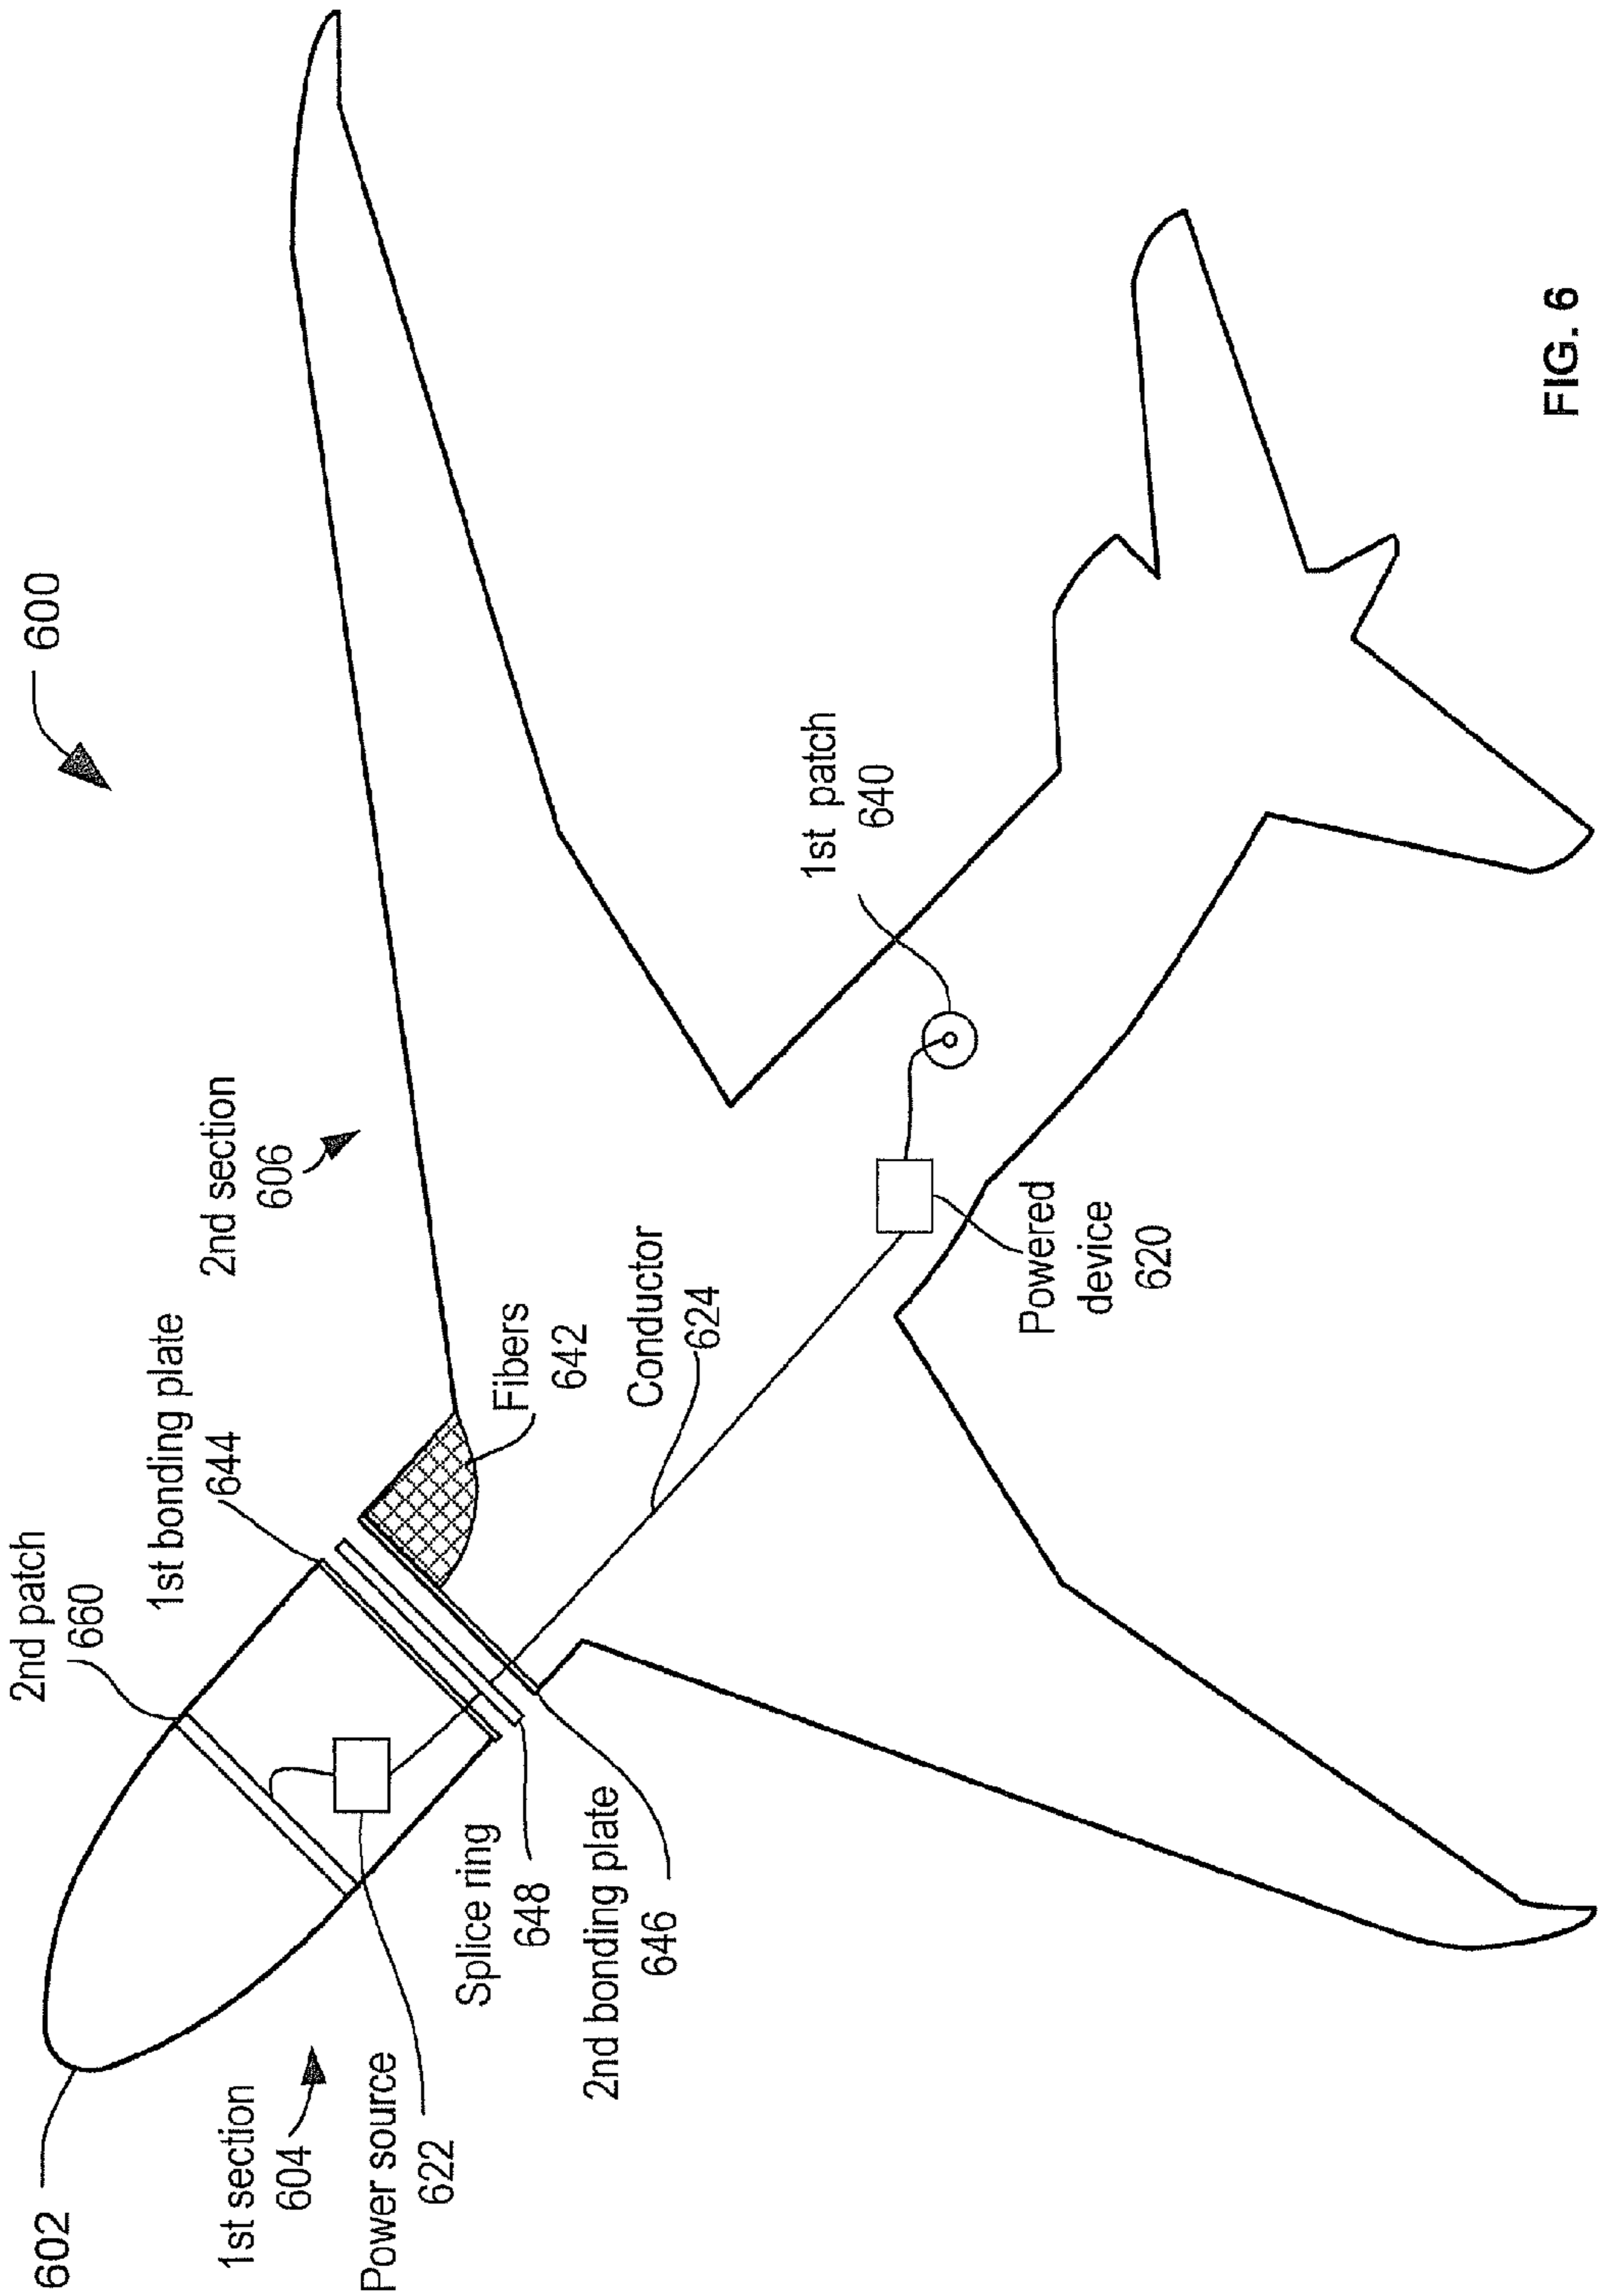 600
602
2nd patch
660
1st bonding plate
644
2nd section
606
1st section
604
Power source
622
Splice ring
648
2nd bonding plate
646
Fibers
642
Conductor
624
1st patch
640
Powered
device
620
FIG. 6